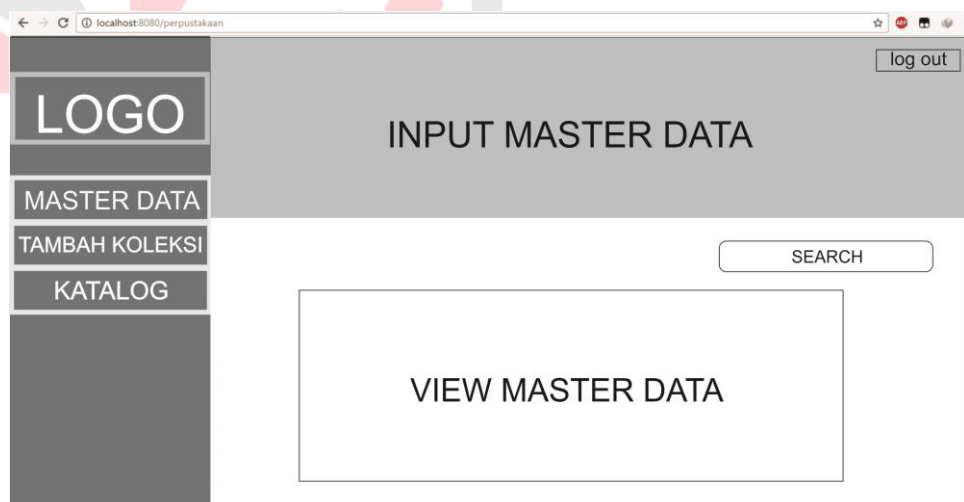 localhost:8080/perpustakaan
log out
LOGO
INPUT MASTER DATA
MASTER DATA
TAMBAH KOLEKSI
KATALOG
SEARCH
VIEW MASTER DATA